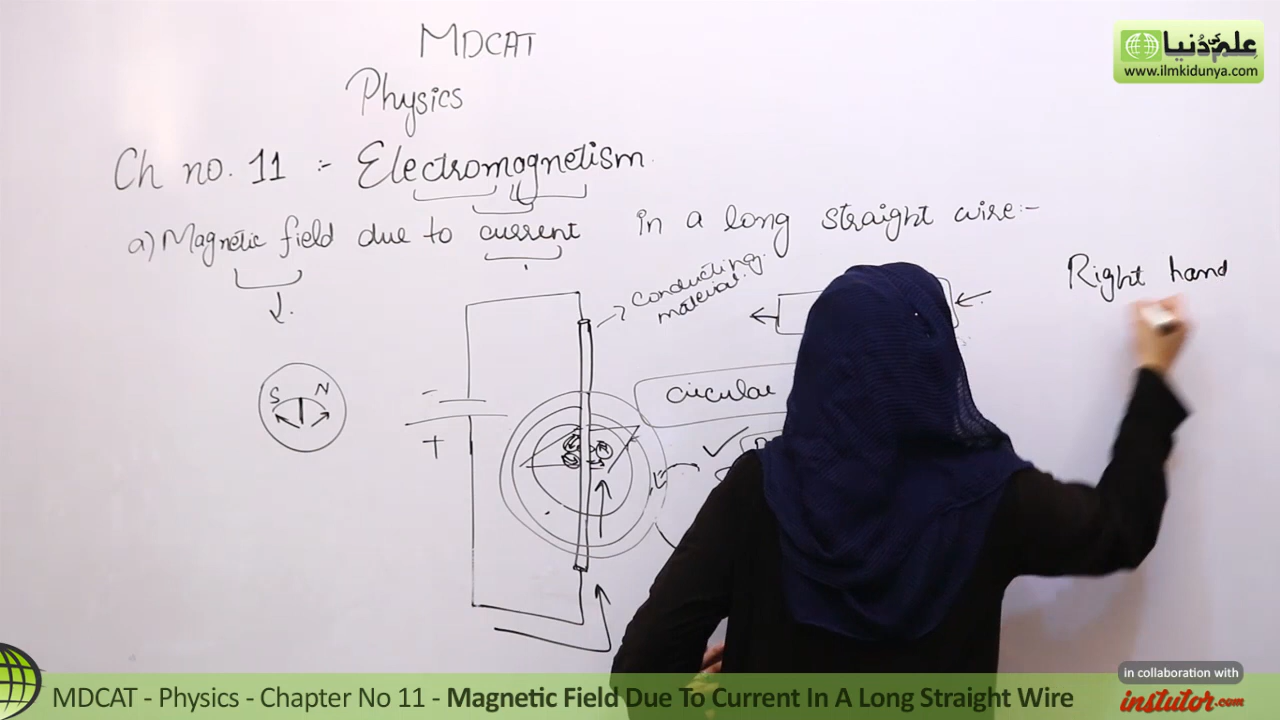 MDCAT
علم کی دُنیا
www.ilmkidunya.com
Physics
Ch no. 11 :- Electromagnetism.
a) Magnetic field due to current in a long straight wire:-
Right hand
conducting
material.
S N
circular
-
+
in collaboration with
instutor.com
MDCAT - Physics - Chapter No 11 - Magnetic Field Due To Current In A Long Straight Wire